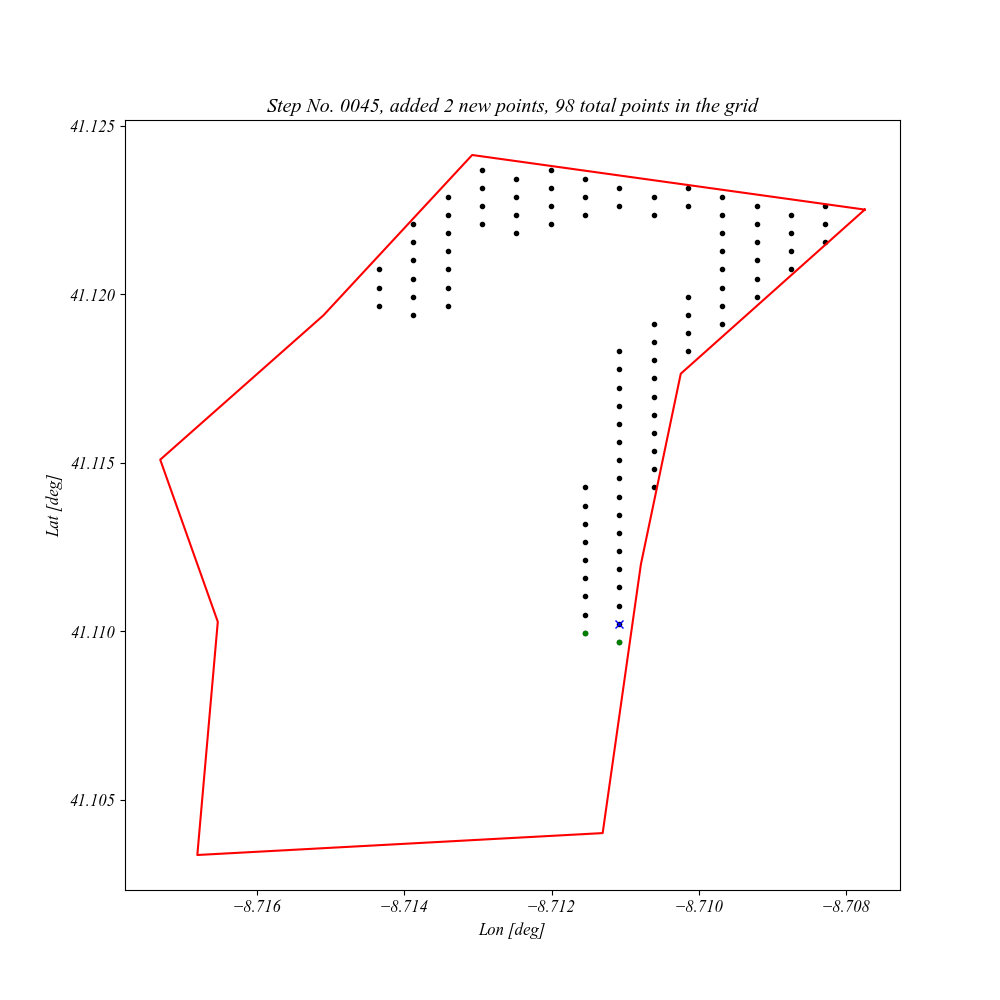 Step No. 0045, added 2 new points, 98 total points in the grid
41.125
41.120
41.115
41.110
41.105
Lat [deg]
−8.716 −8.714 −8.712 −8.710 −8.708
Lon [deg]